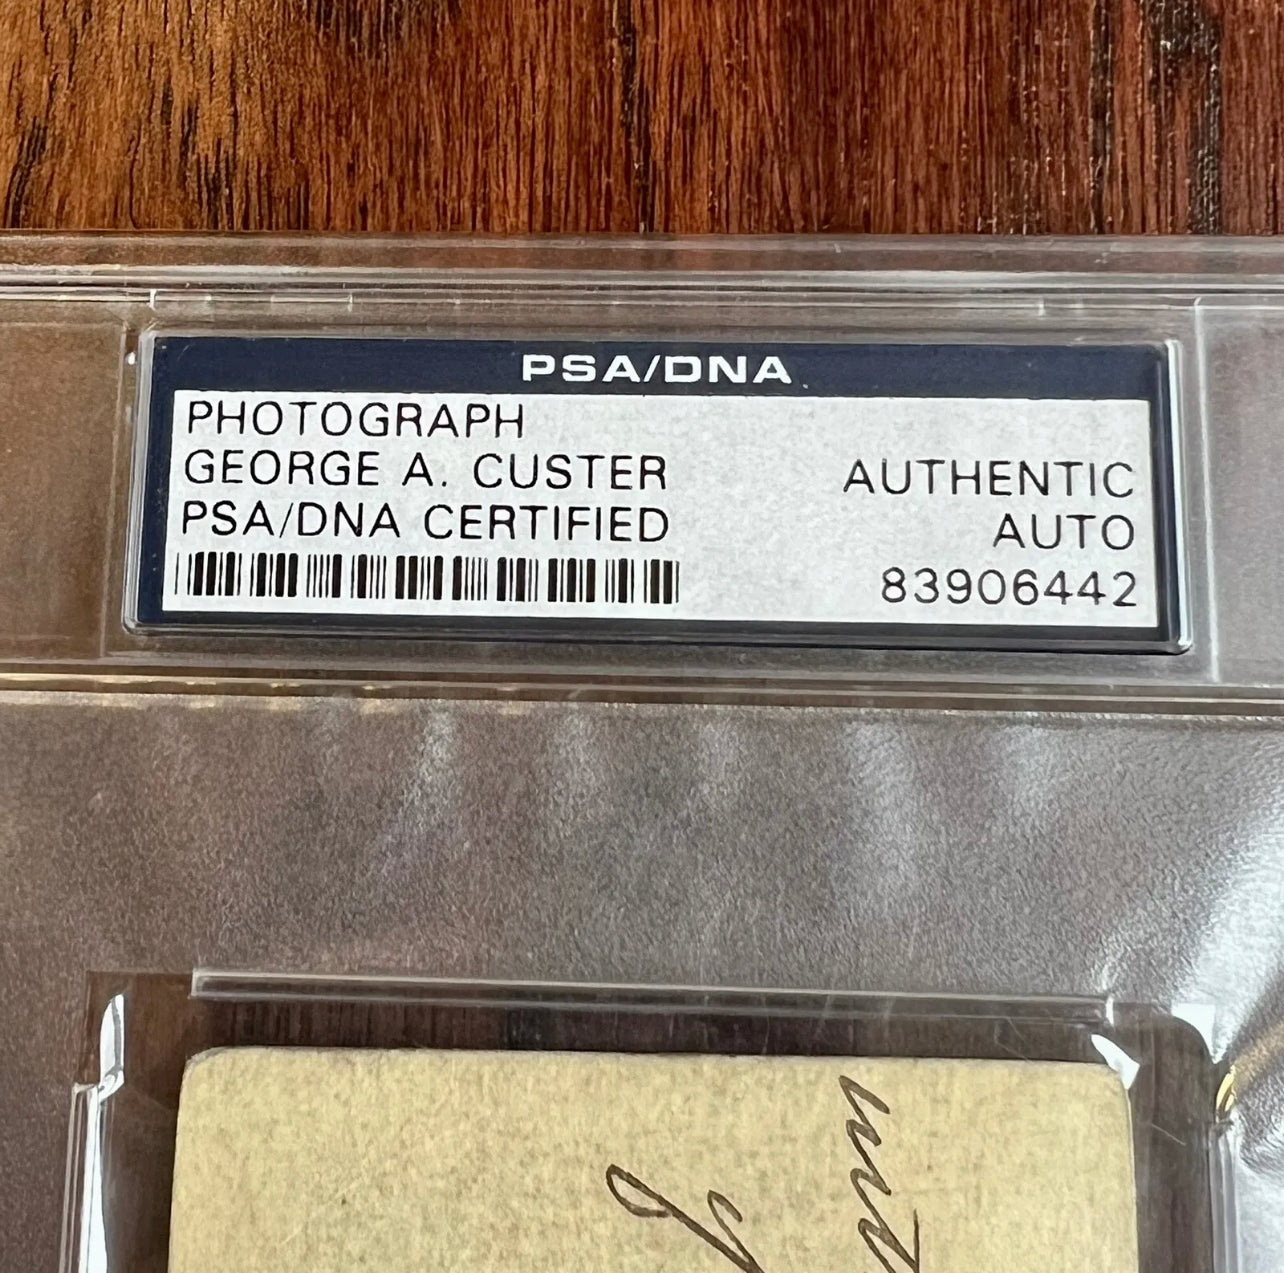 PSA/DNA
PHOTOGRAPH
GEORGE A. CUSTER
PSA/DNA CERTIFIED
AUTHENTIC
AUTO
83906442